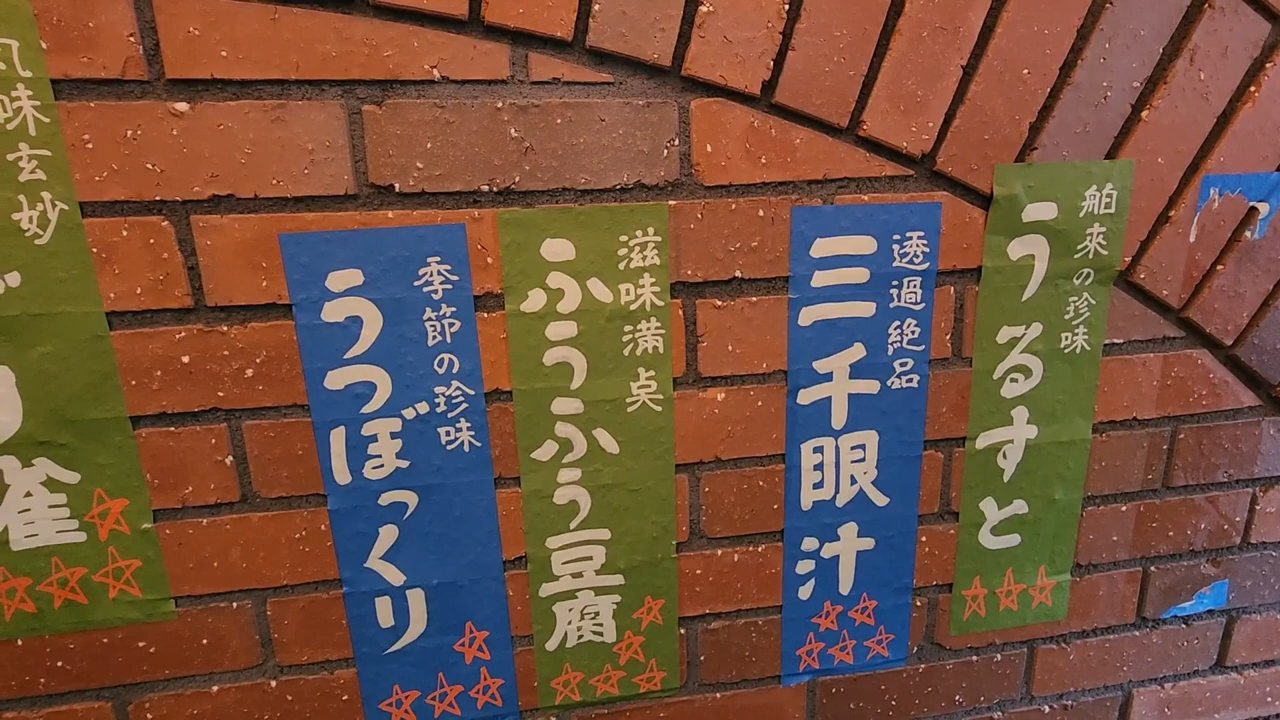 舶来の珍味
うるすと
透過絶品
三千眼汁
滋味満点
ふうふう豆腐
季節の珍味
うつぼっくり
風味玄妙
雀